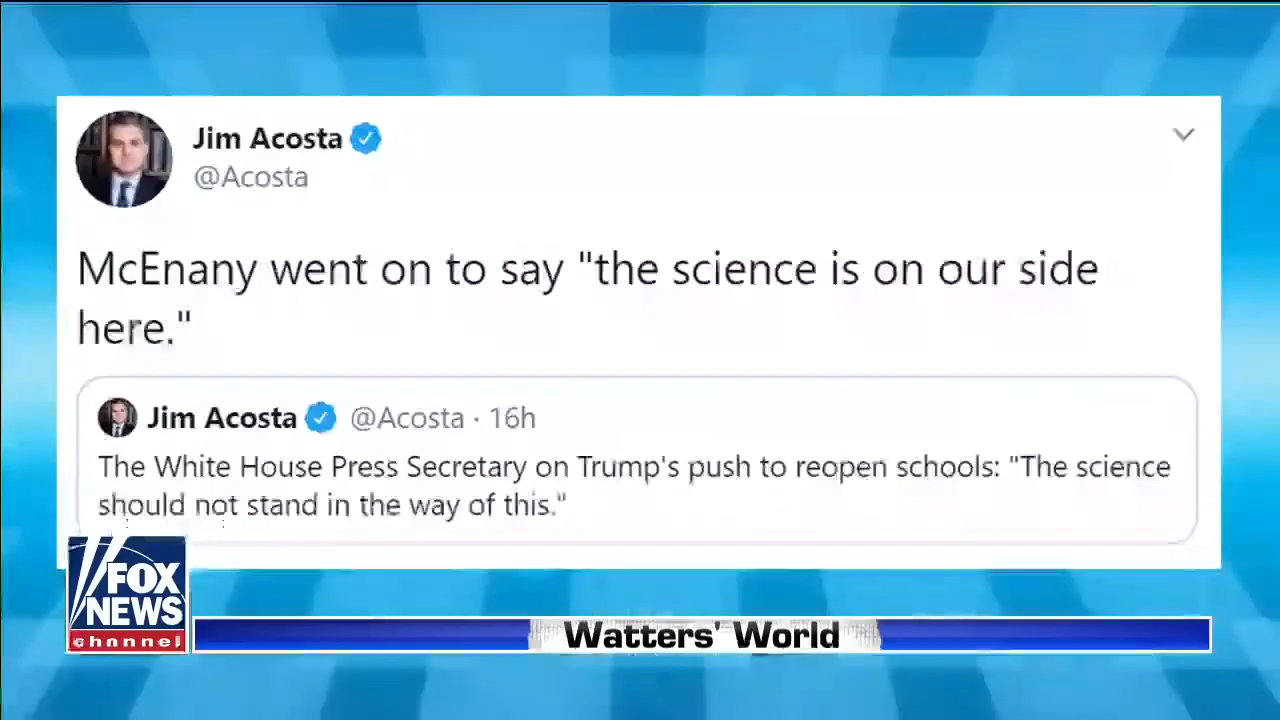 Jim Acosta
@Acosta
McEnany went on to say "the science is on our side
here."
Jim Acosta @Acosta · 16h
The White House Press Secretary on Trump's push to reopen schools: "The science
should not stand in the way of this."
FOX
NEWS
channel
Watters' World